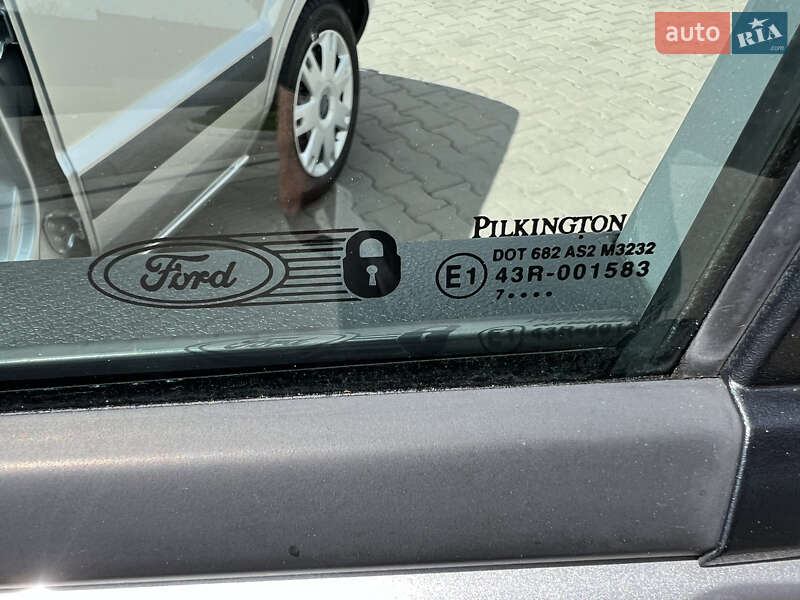 auto RIA
PILKINGTON
DOT 682 AS2 M3232
Ford E1 43R-001583
7••••